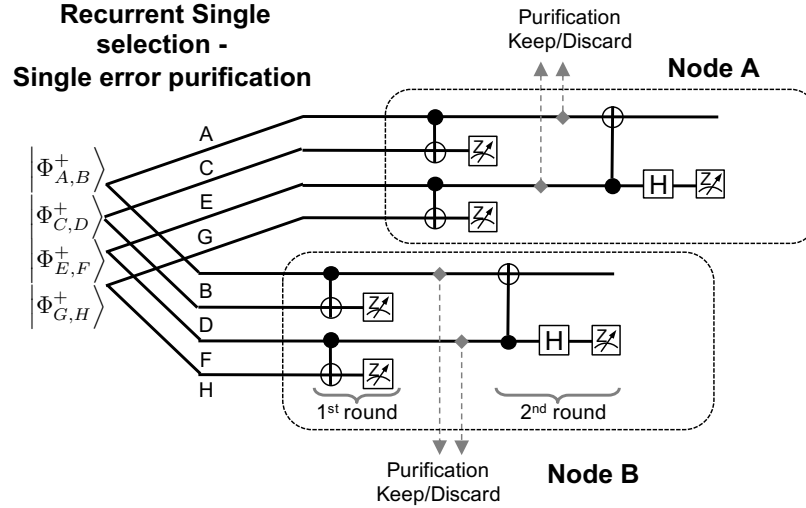 Recurrent Single
selection -
Single error purification
Purification
Keep/Discard
Node A
A
C
E
G
|Φ⁺A,B⟩
|Φ⁺C,D⟩
|Φ⁺E,F⟩
|Φ⁺G,H⟩
Z
Z
H
Z
B
D
F
H
Z
Z
H
Z
1st round
2nd round
Purification
Keep/Discard
Node B